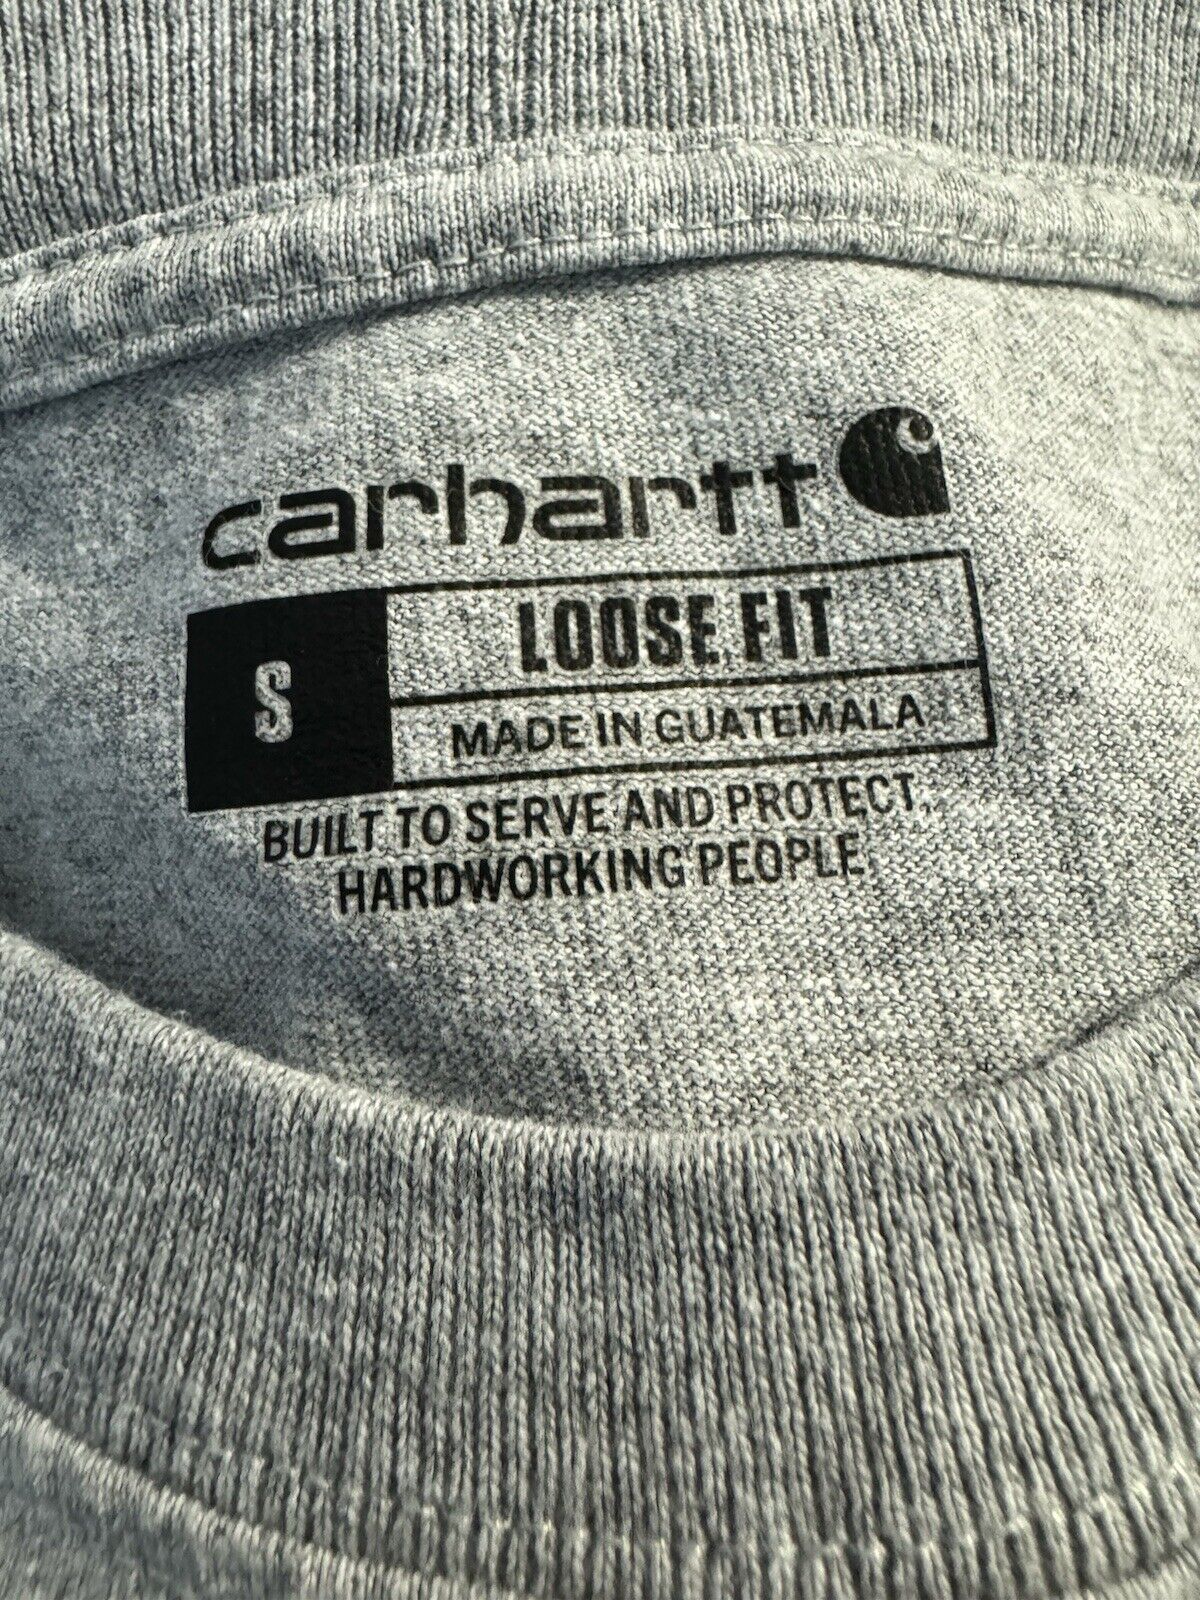 carhartt
S
LOOSE FIT
MADE IN GUATEMALA
BUILT TO SERVE AND PROTECT
HARDWORKING PEOPLE